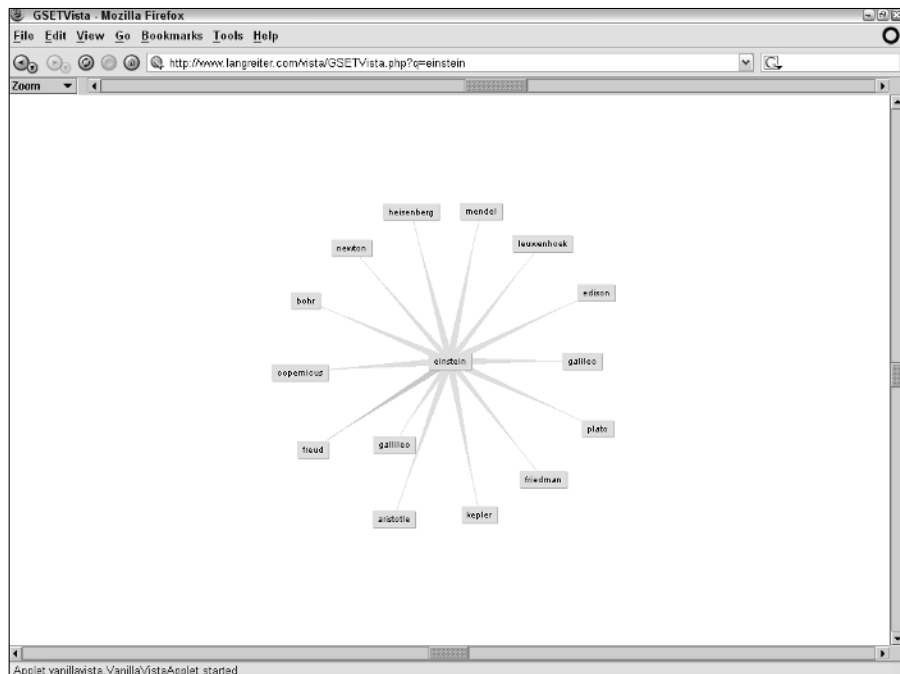 GSETVista - Mozilla Firefox
File Edit View Go Bookmarks Tools Help
http://www.langreiter.com/vista/GSETVista.php?q=einstein
Zoom
heisenberg
mendel
leuwenhoek
newton
edison
bohr
einstein
galileo
copernicus
plato
freud
gallileo
friedman
aristotle
kepler
Applet vanillavista.VanillaVistaApplet started